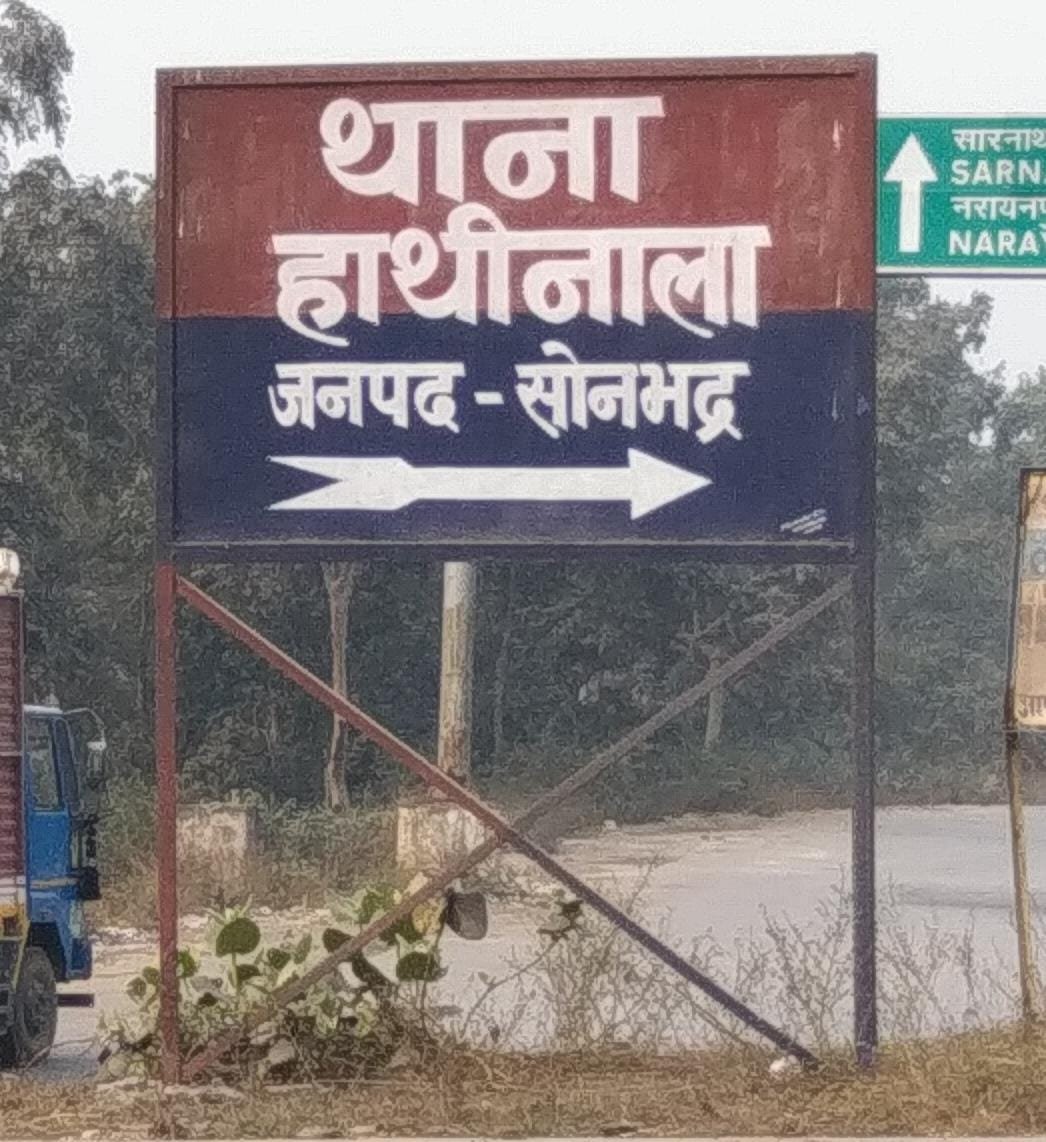 थाना
हाथीनाला
जनपद - सोनभद्र